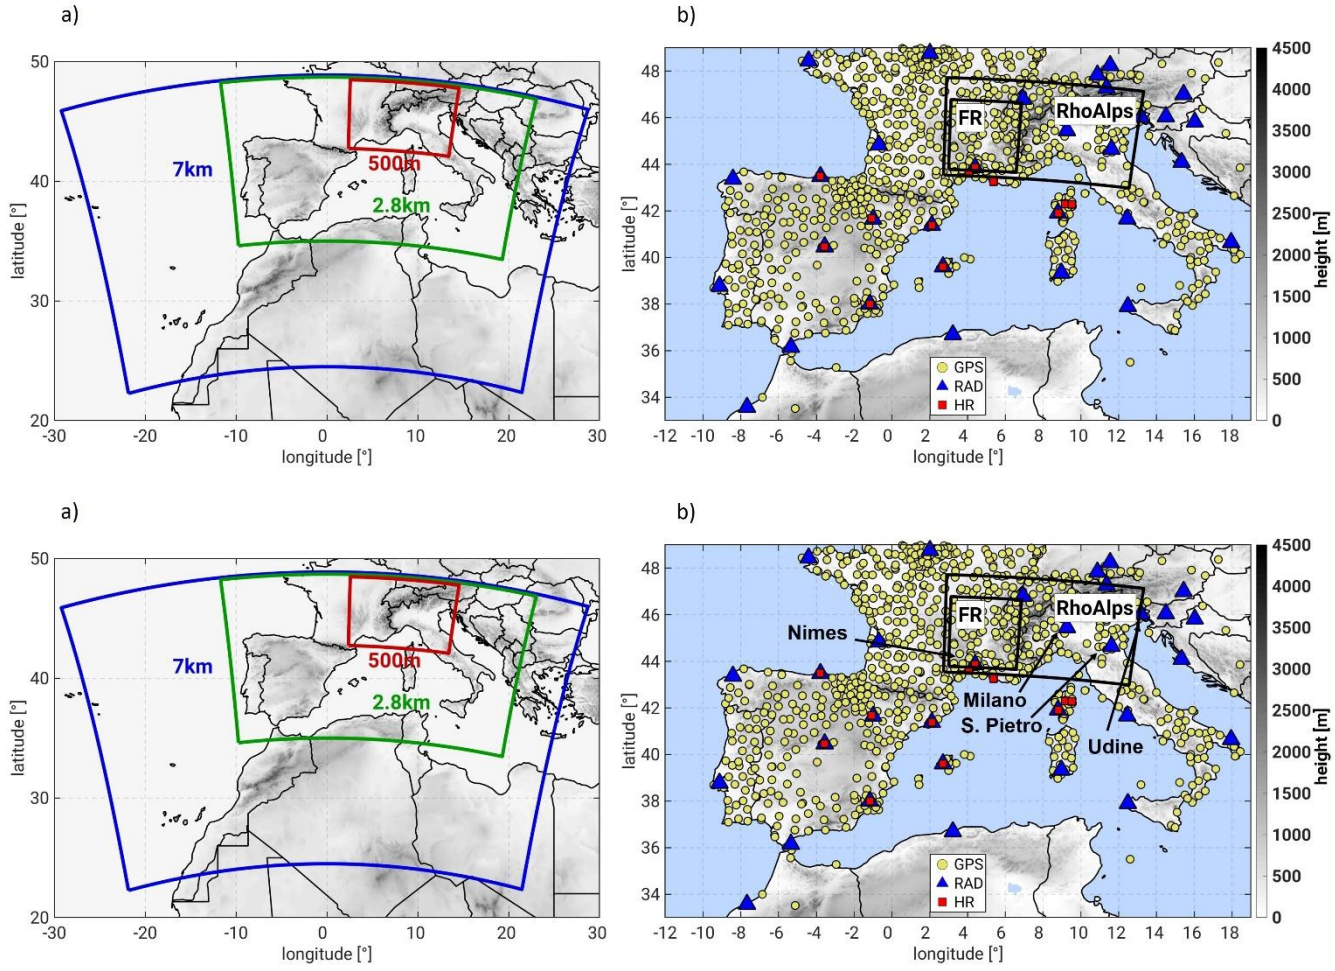 a)
b)
50
40
30
20
latitude [°]
7km
500m
2.8km
-30 -20 -10 0 10 20 30
longitude [°]
48
46
44
42
40
38
36
34
latitude [°]
FR
RhoAlps
GPS
RAD
HR
-12 -10 -8 -6 -4 -2 0 2 4 6 8 10 12 14 16 18
longitude [°]
4500
4000
3500
3000
2500
2000
1500
1000
500
0
height [m]
a)
b)
50
40
30
20
latitude [°]
7km
500m
2.8km
-30 -20 -10 0 10 20 30
longitude [°]
48
46
44
42
40
38
36
34
latitude [°]
FR
RhoAlps
Nimes
Milano
S. Pietro
Udine
GPS
RAD
HR
-12 -10 -8 -6 -4 -2 0 2 4 6 8 10 12 14 16 18
longitude [°]
4500
4000
3500
3000
2500
2000
1500
1000
500
0
height [m]